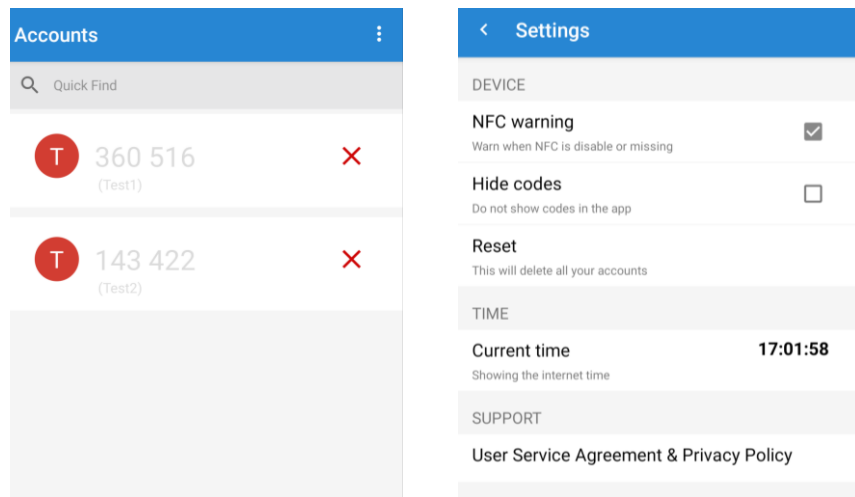 Accounts
Quick Find
T
360 516
(Test1)
T
143 422
(Test2)
Settings
DEVICE
NFC warning
Warn when NFC is disable or missing
Hide codes
Do not show codes in the app
Reset
This will delete all your accounts
TIME
Current time 17:01:58
Showing the internet time
SUPPORT
User Service Agreement & Privacy Policy